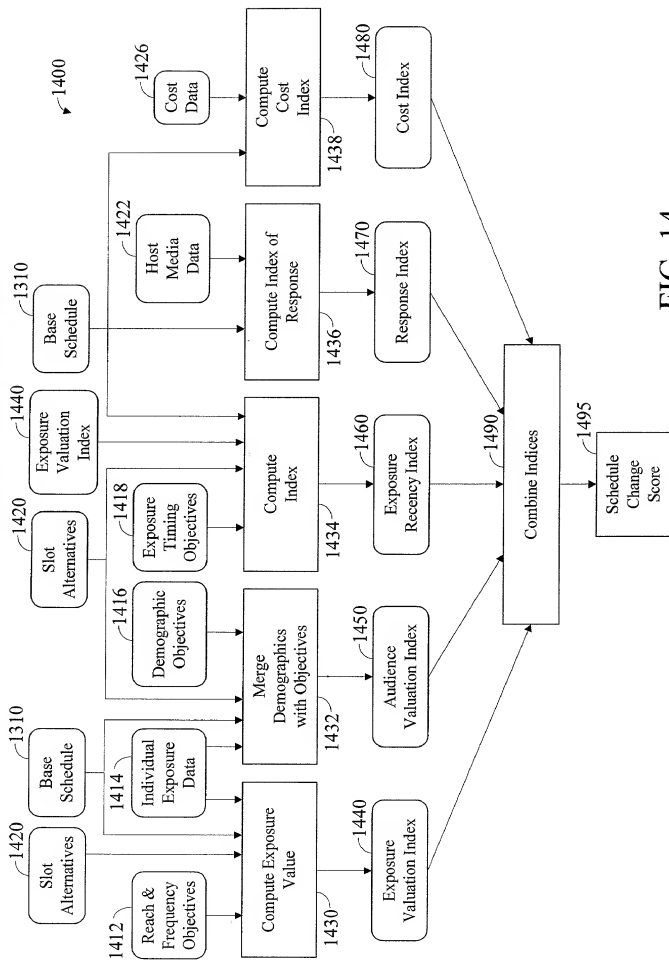 1400
1420
Slot
Alternatives
1310
Base
Schedule
1420
Slot
Alternatives
1440
Exposure
Valuation
Index
1310
Base
Schedule
1412
Reach &
Frequency
Objectives
1414
Individual
Exposure
Data
1416
Demographic
Objectives
1418
Exposure
Timing
Objectives
1422
Host
Media
Data
1426
Cost
Data
Compute Exposure
Value
1430
Merge
Demographics
with Objectives
1432
Compute
Index
1434
Compute Index of
Response
1436
Compute
Cost
Index
1438
1440
Exposure
Valuation Index
1450
Audience
Valuation Index
1460
Exposure
Recency Index
1470
Response Index
1480
Cost Index
1490
Combine Indices
1495
Schedule
Change
Score
FIG. 14